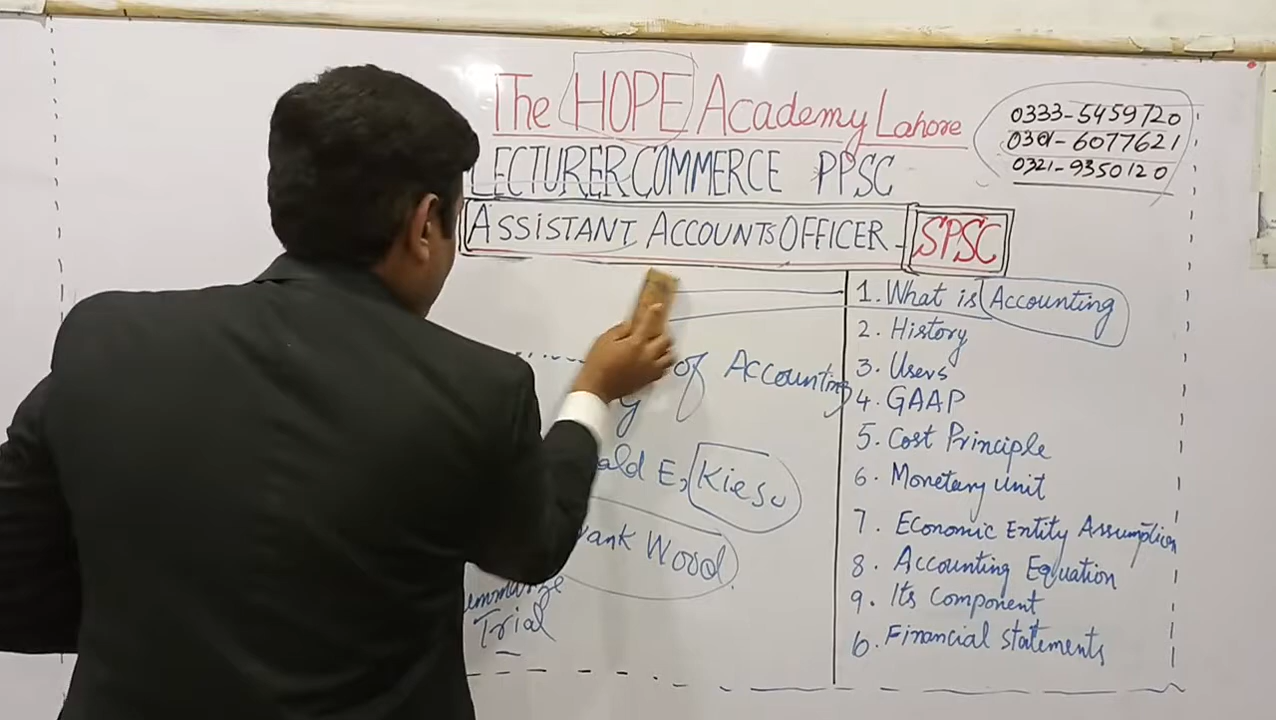 The HOPE Academy Lahore
0333-5459720
0301-6077621
0321-9350120
LECTURER COMMERCE PPSC
ASSISTANT ACCOUNTS OFFICER - SPSC
1. What is Accounting
2. History
3. Users
4. GAAP
5. Cost Principle
6. Monetary unit
7. Economic Entity Assumption
8. Accounting Equation
9. Its Component
6. Financial statements
of Accounting
ald E, Kieso
rank Wood.
Trial